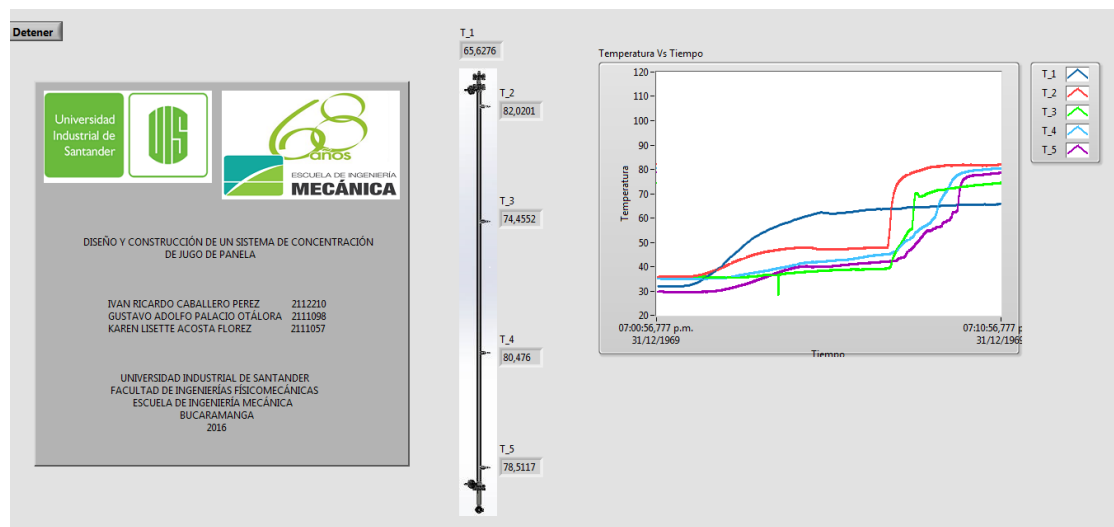 Detener
Universidad
Industrial de
Santander
UIS
68
años
ESCUELA DE INGENIERÍA
MECÁNICA
DISEÑO Y CONSTRUCCIÓN DE UN SISTEMA DE CONCENTRACIÓN
DE JUGO DE PANELA
IVAN RICARDO CABALLERO PEREZ 2112210
GUSTAVO ADOLFO PALACIO OTÁLORA 2111098
KAREN LISETTE ACOSTA FLOREZ 2111057
UNIVERSIDAD INDUSTRIAL DE SANTANDER
FACULTAD DE INGENIERÍAS FÍSICOMECÁNICAS
ESCUELA DE INGENIERÍA MECÁNICA
BUCARAMANGA
2016
T_1
65,6276
T_2
82,0201
T_3
74,4552
T_4
80,476
T_5
78,5117
Temperatura Vs Tiempo
Temperatura
120
110
100
90
80
70
60
50
40
30
20
07:00:56,777 p.m.
31/12/1969
07:10:56,777 p
31/12/1969
Tiempo
T_1
T_2
T_3
T_4
T_5